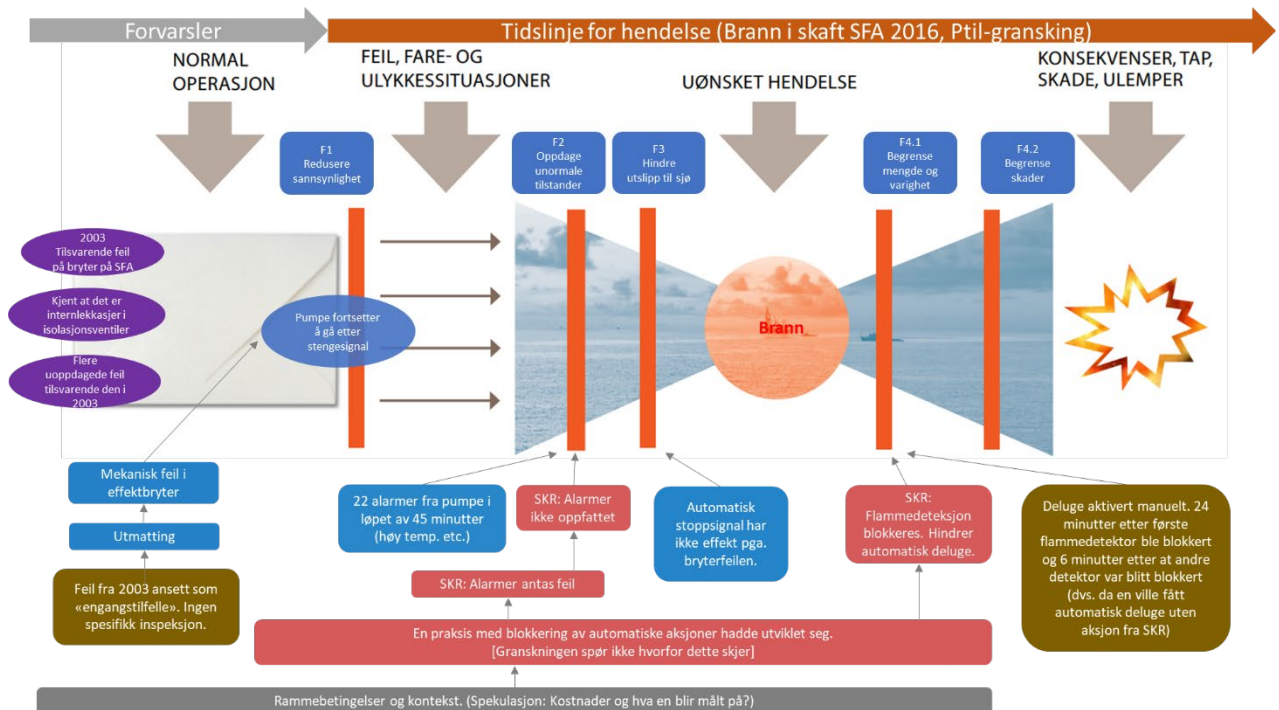 Forvarsler
Tidslinje for hendelse (Brann i skaft SFA 2016, Ptil-gransking)
NORMAL
OPERASJON
FEIL, FARE- OG
ULYKKESSITUASJONER
UØNSKET HENDELSE
KONSEKVENSER, TAP,
SKADE, ULEMPER
F1
Redusere
sannsynlighet
F2
Oppdage
unormale
tilstander
F3
Hindre
utslipp til sjø
F4.1
Begrense
mengde og
varighet
F4.2
Begrense
skader
2003
Tilsvarende feil
på bryter på SFA
Kjent at det er
internlekkasjer i
isolasjonsventiler
Flere
uoppdagede feil
tilsvarende den i
2003
Pumpe fortsetter
å gå etter
stengesignal
Brann
Mekanisk feil i
effektbryter
Utmatting
Feil fra 2003 ansett som
«engangstilfelle». Ingen
spesifikk inspeksjon.
22 alarmer fra pumpe i
løpet av 45 minutter
(høy temp. etc.)
SKR: Alarmer
ikke oppfattet
SKR: Alarmer antas feil
Automatisk
stoppsignal har
ikke effekt pga.
bryterfeilen.
SKR:
Flammedeteksjon
blokkeres. Hindrer
automatisk deluge.
Deluge aktivert manuelt. 24
minutter etter første
flammedetektor ble blokkert
og 6 minutter etter at andre
detektor var blitt blokkert
(dvs. da en ville fått
automatisk deluge uten
aksjon fra SKR)
En praksis med blokkering av automatiske aksjoner hadde utviklet seg.
[Granskningen spør ikke hvorfor dette skjer]
Rammebetingelser og kontekst. (Spekulasjon: Kostnader og hva en blir målt på?)